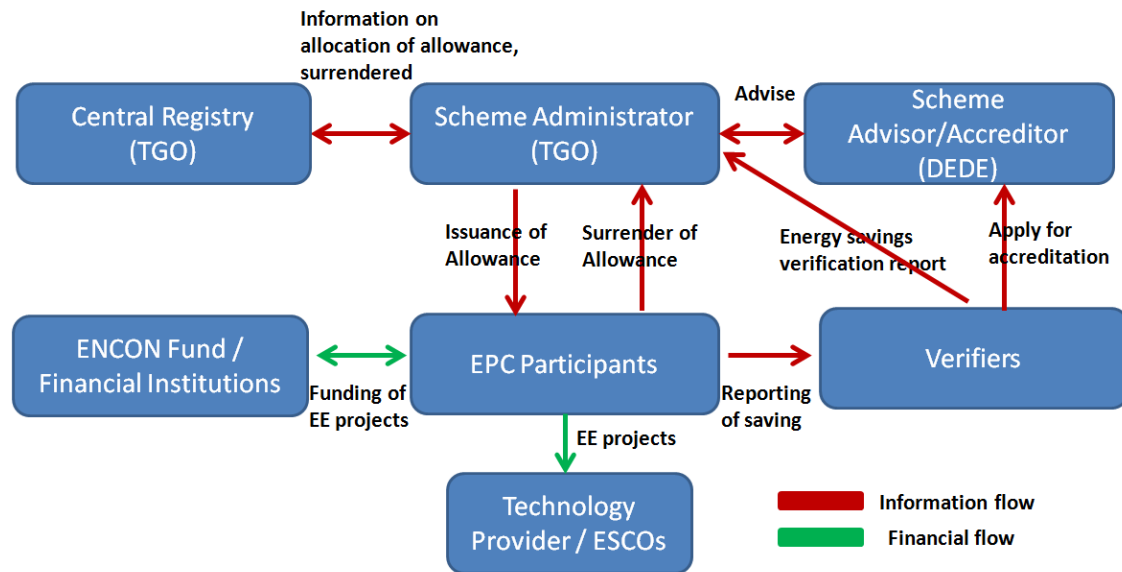 Information on
allocation of allowance,
surrendered
Central Registry
(TGO)
Scheme Administrator
(TGO)
Advise
Scheme
Advisor/Accreditor
(DEDE)
Issuance of
Allowance
Surrender of
Allowance
Energy savings
verification report
Apply for
accreditation
ENCON Fund /
Financial Institutions
Funding of
EE projects
EPC Participants
Reporting
of saving
Verifiers
EE projects
Technology
Provider / ESCOs
Information flow
Financial flow